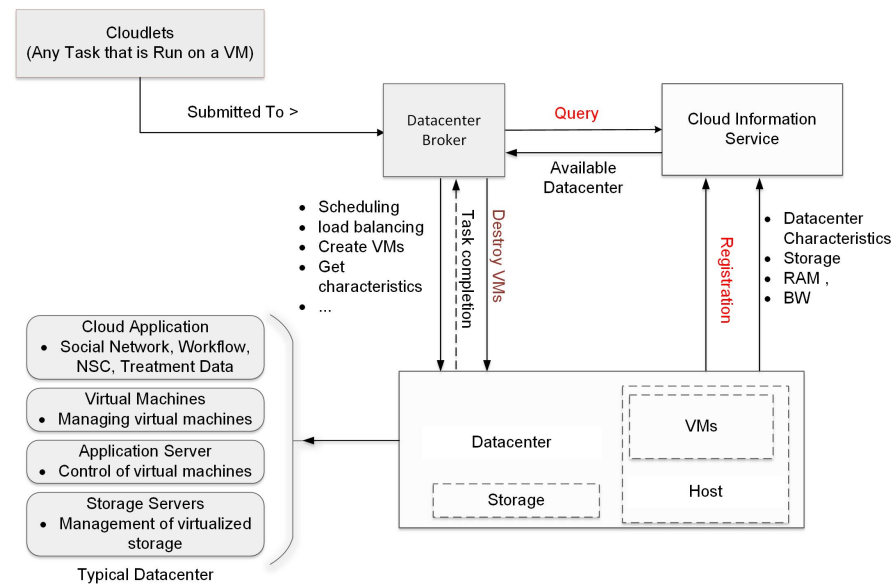 Cloudlets
(Any Task that is Run on a VM)
Submitted To >
Datacenter
Broker
Query
Cloud Information
Service
Available
Datacenter
• Scheduling
• load balancing
• Create VMs
• Get
characteristics
• ...
Task completion
Destroy VMs
Registration
• Datacenter
Characteristics
• Storage
• RAM ,
• BW
Cloud Application
• Social Network, Workflow,
NSC, Treatment Data
Virtual Machines
• Managing virtual machines
Application Server
• Control of virtual machines
Storage Servers
• Management of virtualized
storage
Typical Datacenter
Datacenter
Storage
VMs
Host